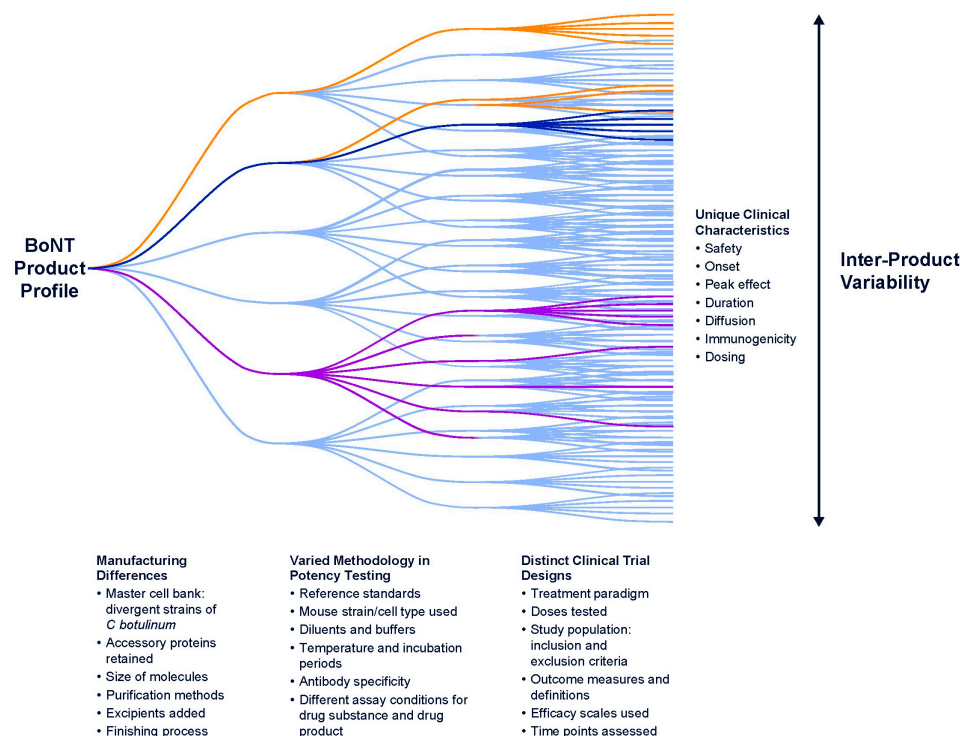 BoNT
Product
Profile
Unique Clinical
Characteristics
• Safety
• Onset
• Peak effect
• Duration
• Diffusion
• Immunogenicity
• Dosing
Inter-Product
Variability
Manufacturing
Differences
• Master cell bank:
divergent strains of
C botulinum
• Accessory proteins
retained
• Size of molecules
• Purification methods
• Excipients added
• Finishing process
Varied Methodology in
Potency Testing
• Reference standards
• Mouse strain/cell type used
• Diluents and buffers
• Temperature and incubation
periods
• Antibody specificity
• Different assay conditions for
drug substance and drug
product
Distinct Clinical Trial
Designs
• Treatment paradigm
• Doses tested
• Study population:
inclusion and
exclusion criteria
• Outcome measures and
definitions
• Efficacy scales used
• Time points assessed